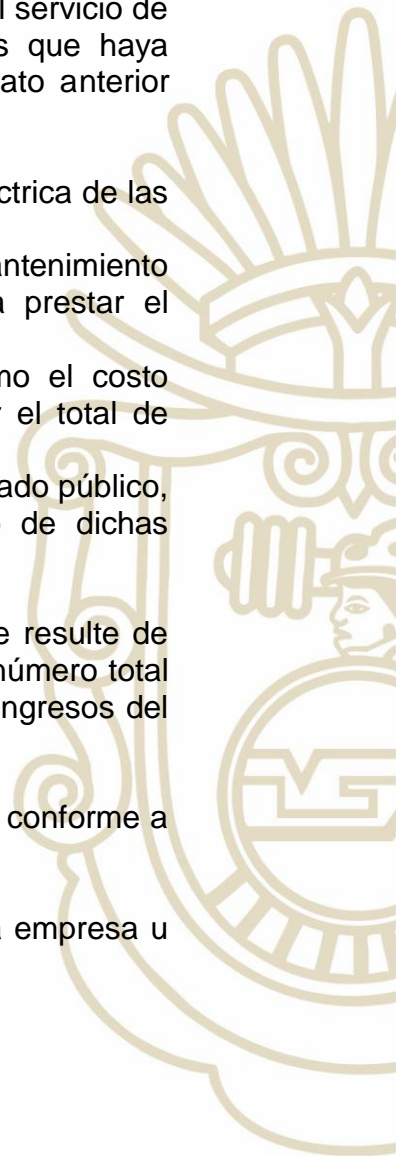 l servicio de
s que haya
ato anterior
ctrica de las
antenimiento
a prestar el
mo el costo
r el total de
ado público,
o de dichas
e resulte de
número total
ngresos del
conforme a
a empresa u